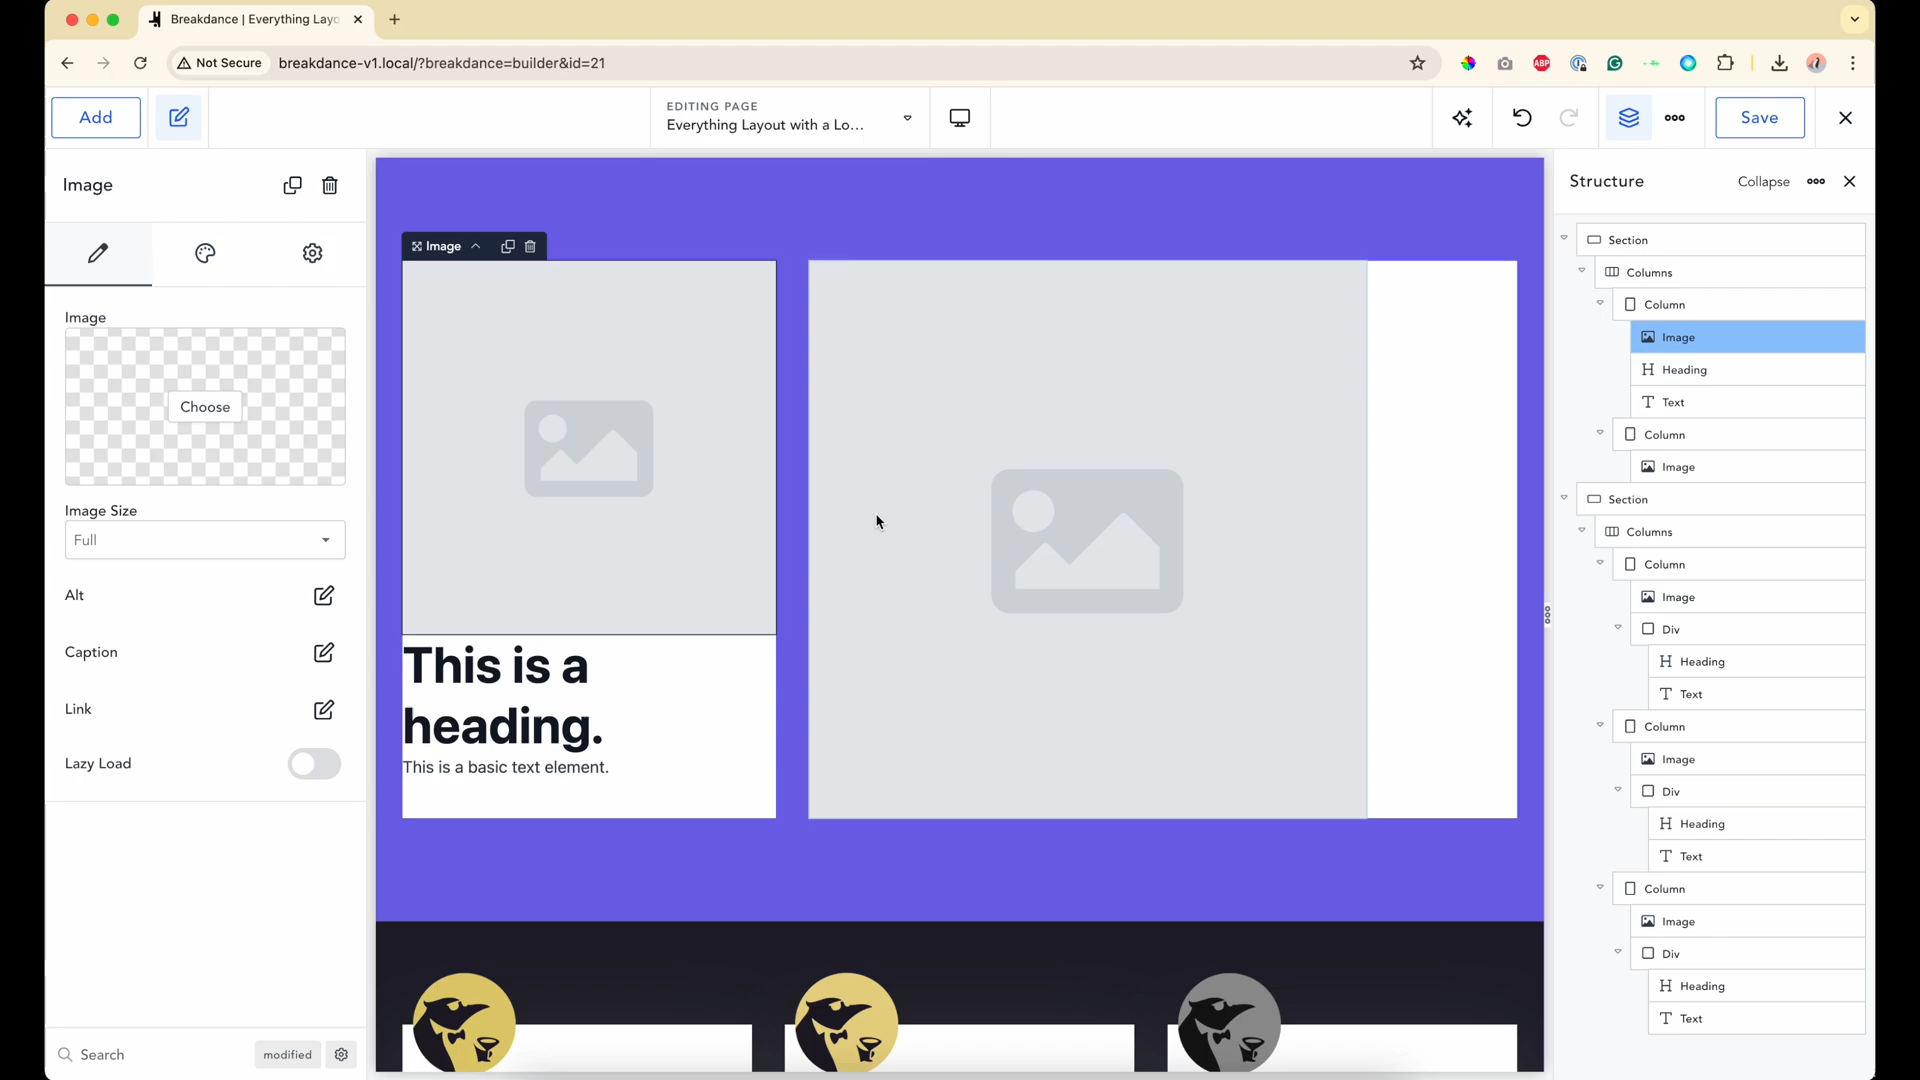 Breakdance | Everything Layo
Not Secure
breakdance-v1.local/?breakdance=builder&id=21
ABP
Add
EDITING PAGE
Everything Layout with a Lo...
Save
Image
Image
Choose
Image Size
Full
Alt
Caption
Link
Lazy Load
Search
modified
Image
This is a
heading.
This is a basic text element.
Structure
Collapse
Section
Columns
Column
Image
Heading
Text
Column
Image
Section
Columns
Column
Image
Div
Heading
Text
Column
Image
Div
Heading
Text
Column
Image
Div
Heading
Text